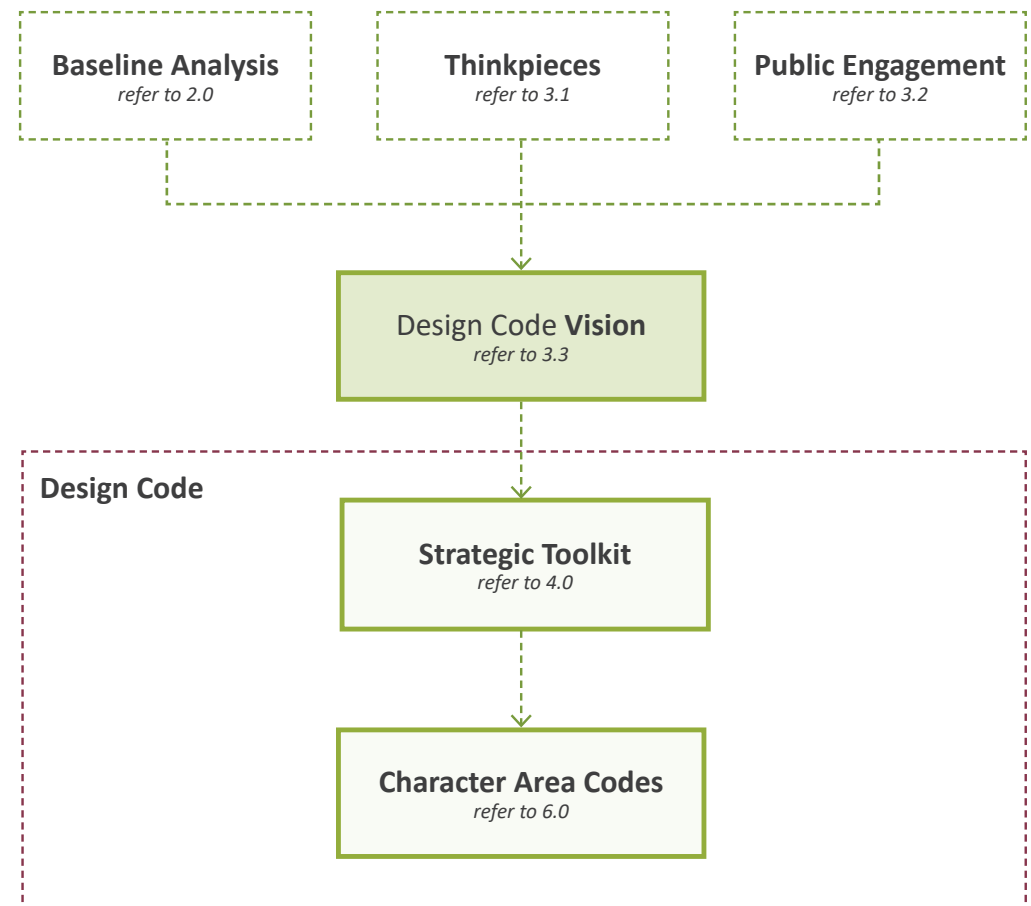 Baseline Analysis
refer to 2.0
Thinkpieces
refer to 3.1
Public Engagement
refer to 3.2
Design Code Vision
refer to 3.3
Design Code
Strategic Toolkit
refer to 4.0
Character Area Codes
refer to 6.0